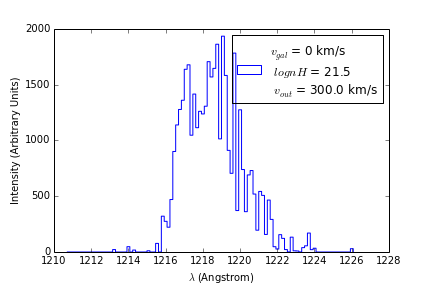 2000
1500
1000
500
0
Intensity (Arbitrary Units)
v_gal = 0 km/s
lognH = 21.5
v_out = 300.0 km/s
1210 1212 1214 1216 1218 1220 1222 1224 1226 1228
λ (Angstrom)